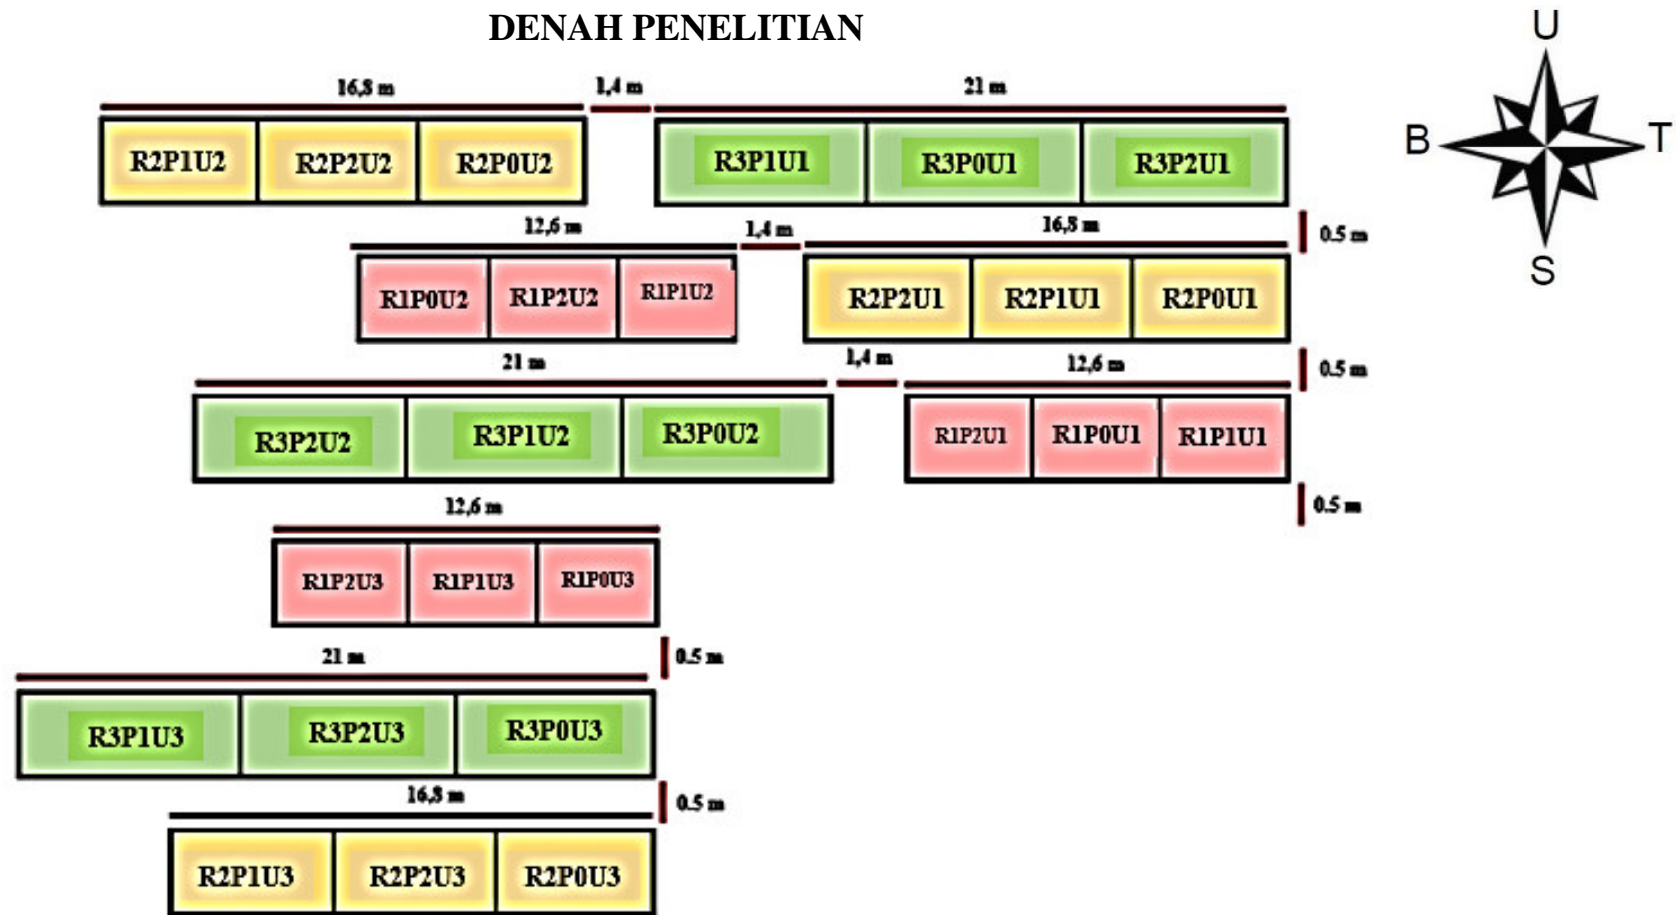 DENAH PENELITIAN
U
B T
S
16,8 m 1,4 m 21 m
R2P1U2 R2P2U2 R2P0U2 R3P1U1 R3P0U1 R3P2U1
12,6 m 1,4 m 16,8 m 0.5 m
R1P0U2 R1P2U2 R1P1U2 R2P2U1 R2P1U1 R2P0U1
21 m 1,4 m 12,6 m 0.5 m
R3P2U2 R3P1U2 R3P0U2 R1P2U1 R1P0U1 R1P1U1
12,6 m 0.5 m
R1P2U3 R1P1U3 R1P0U3
21 m 0.5 m
R3P1U3 R3P2U3 R3P0U3
16,8 m 0.5 m
R2P1U3 R2P2U3 R2P0U3